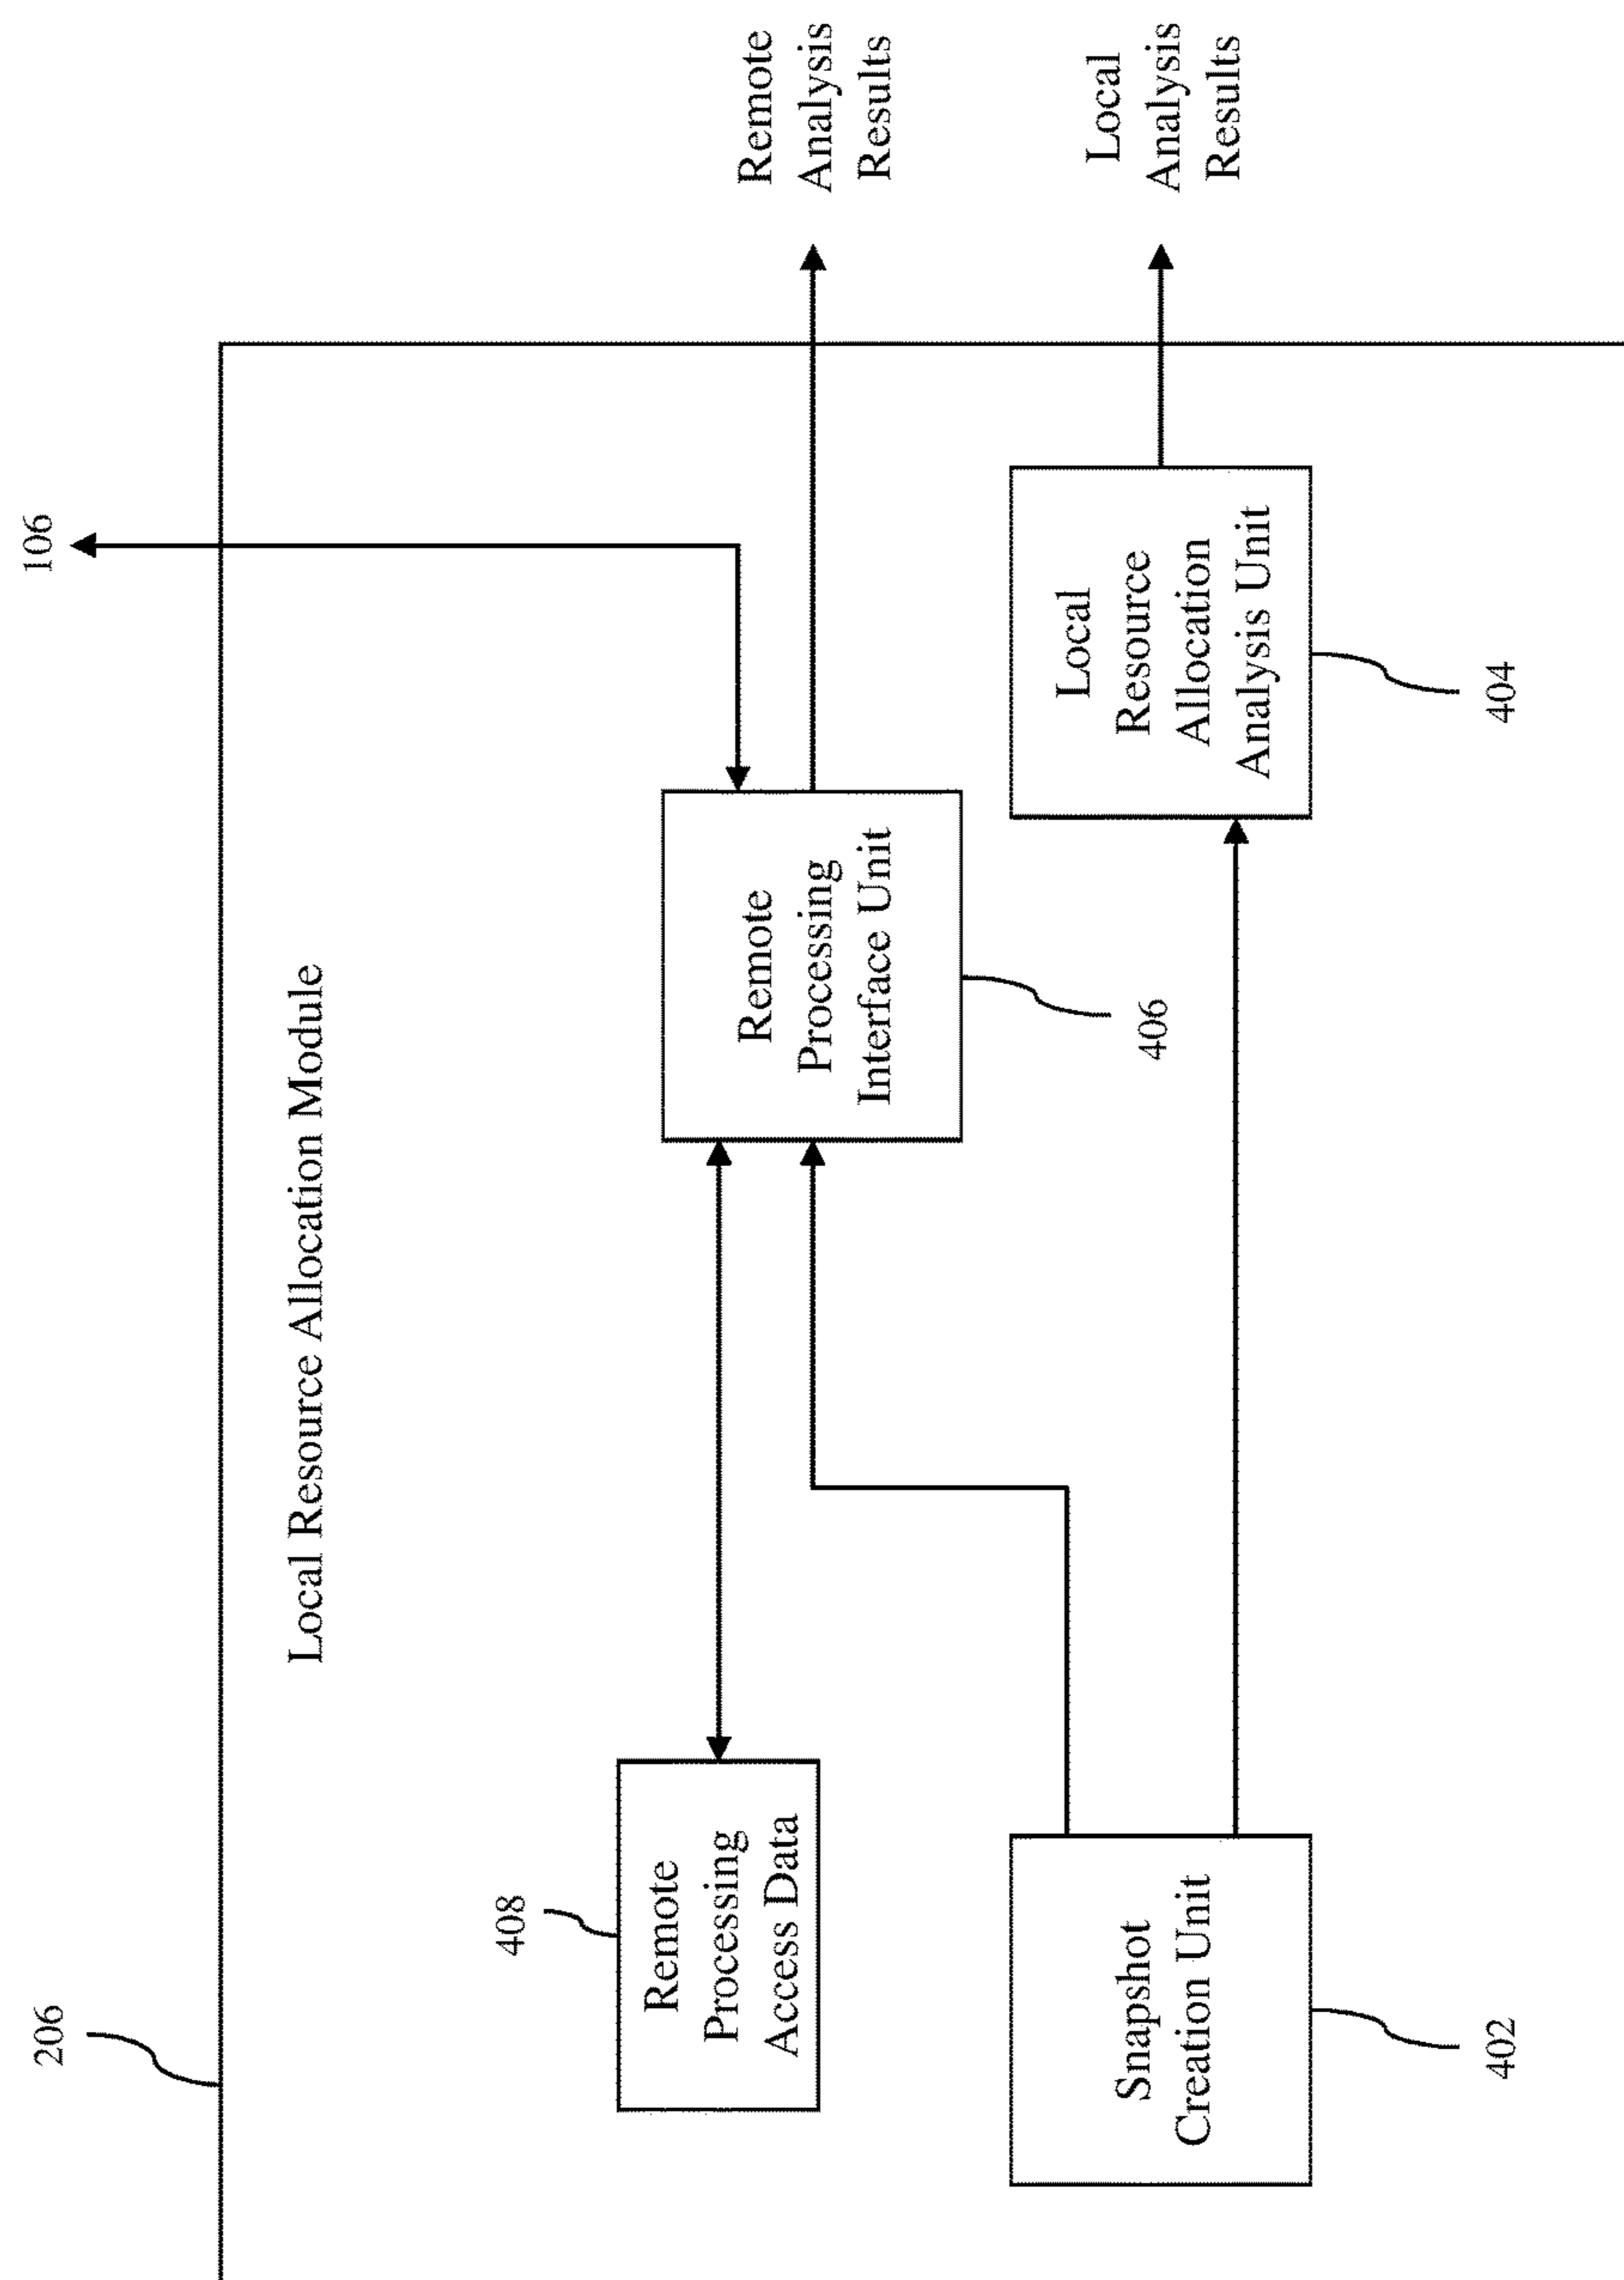 206
106
Local Resource Allocation Module
408
Remote
Processing
Access Data
Remote
Processing
Interface Unit
406
Remote
Analysis
Results
Snapshot
Creation Unit
402
Local
Resource
Allocation
Analysis Unit
404
Local
Analysis
Results